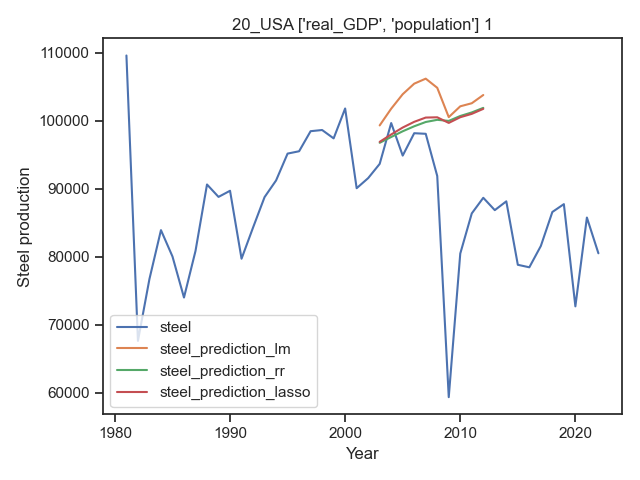 20_USA ['real_GDP', 'population'] 1
110000
100000
90000
80000
70000
60000
Steel production
steel
steel_prediction_lm
steel_prediction_rr
steel_prediction_lasso
1980
1990
2000
2010
2020
Year